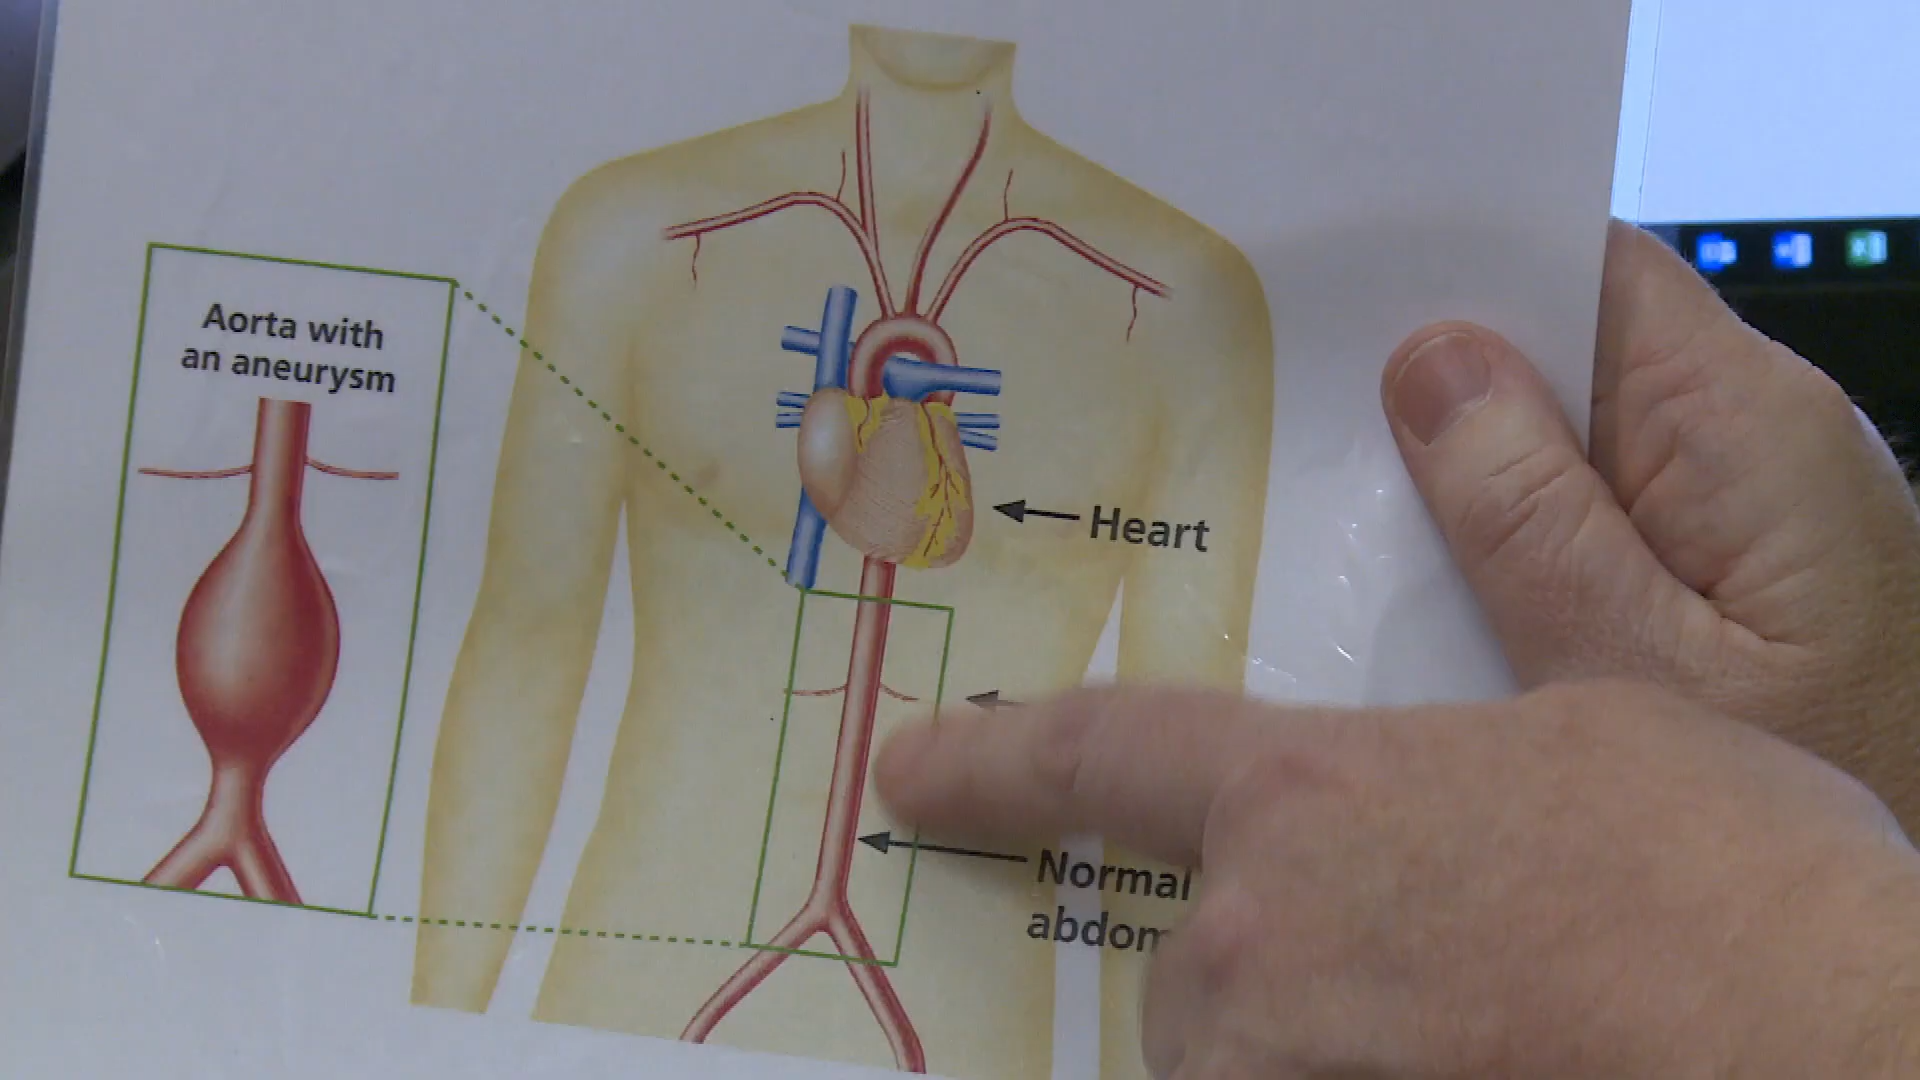 Aorta with
an aneurysm
Heart
Normal
abdom